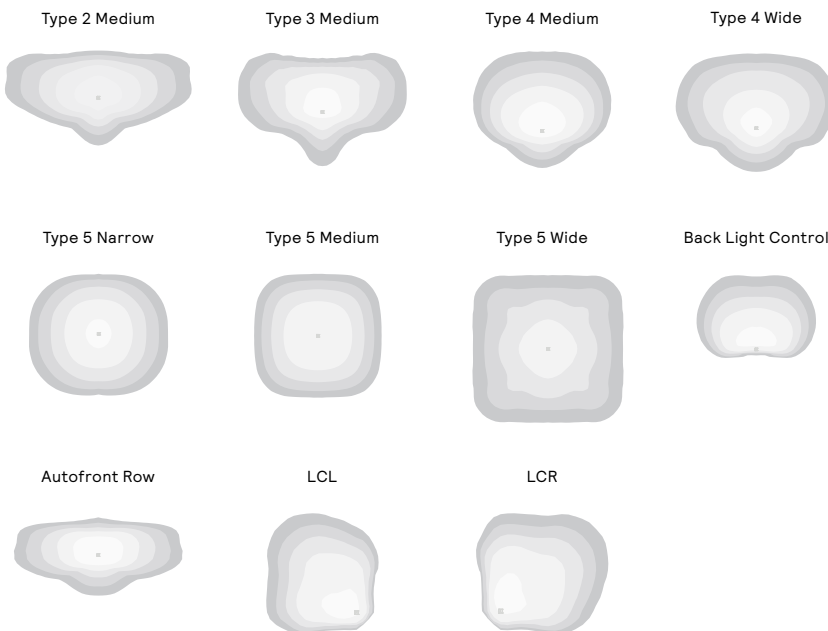 Type 2 Medium
Type 3 Medium
Type 4 Medium
Type 4 Wide
Type 5 Narrow
Type 5 Medium
Type 5 Wide
Back Light Control
Autofront Row
LCL
LCR